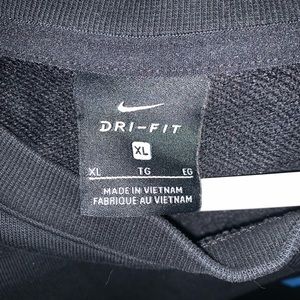 DRI-FIT
XL
XL TG EG
MADE IN VIETNAM
FABRIQUE AU VIETNAM